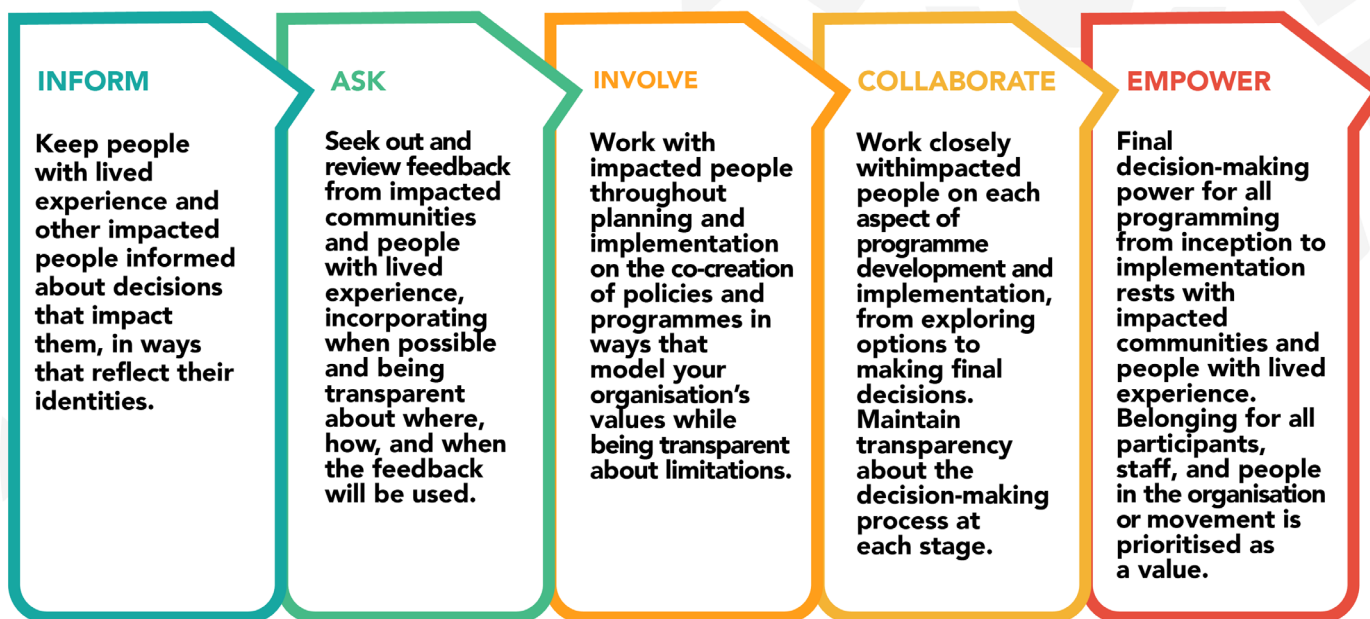 INFORM
Keep people
with lived
experience and
other impacted
people informed
about decisions
that impact
them, in ways
that reflect their
identities.
ASK
Seek out and
review feedback
from impacted
communities
and people
with lived
experience,
incorporating
when possible
and being
transparent
about where,
how, and when
the feedback
will be used.
INVOLVE
Work with
impacted people
throughout
planning and
implementation
on the co-creation
of policies and
programmes in
ways that
model your
organisation's
values while
being transparent
about limitations.
COLLABORATE
Work closely
withimpacted
people on each
aspect of
programme
development and
implementation,
from exploring
options to
making final
decisions.
Maintain
transparency
about the
decision-making
process at
each stage.
EMPOWER
Final
decision-making
power for all
programming
from inception to
implementation
rests with
impacted
communities and
people with lived
experience.
Belonging for all
participants,
staff, and people
in the organisation
or movement is
prioritised as
a value.